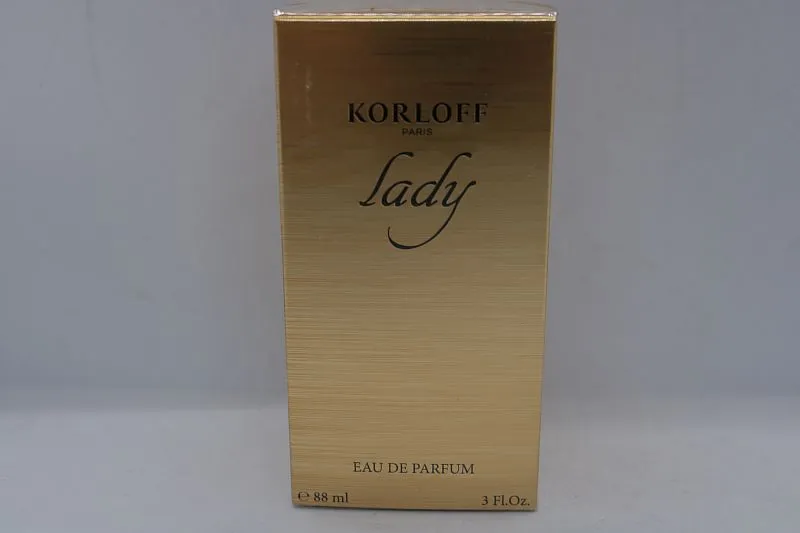 KORLOFF
PARIS
lady
EAU DE PARFUM
℮ 88 ml
3 Fl.Oz.